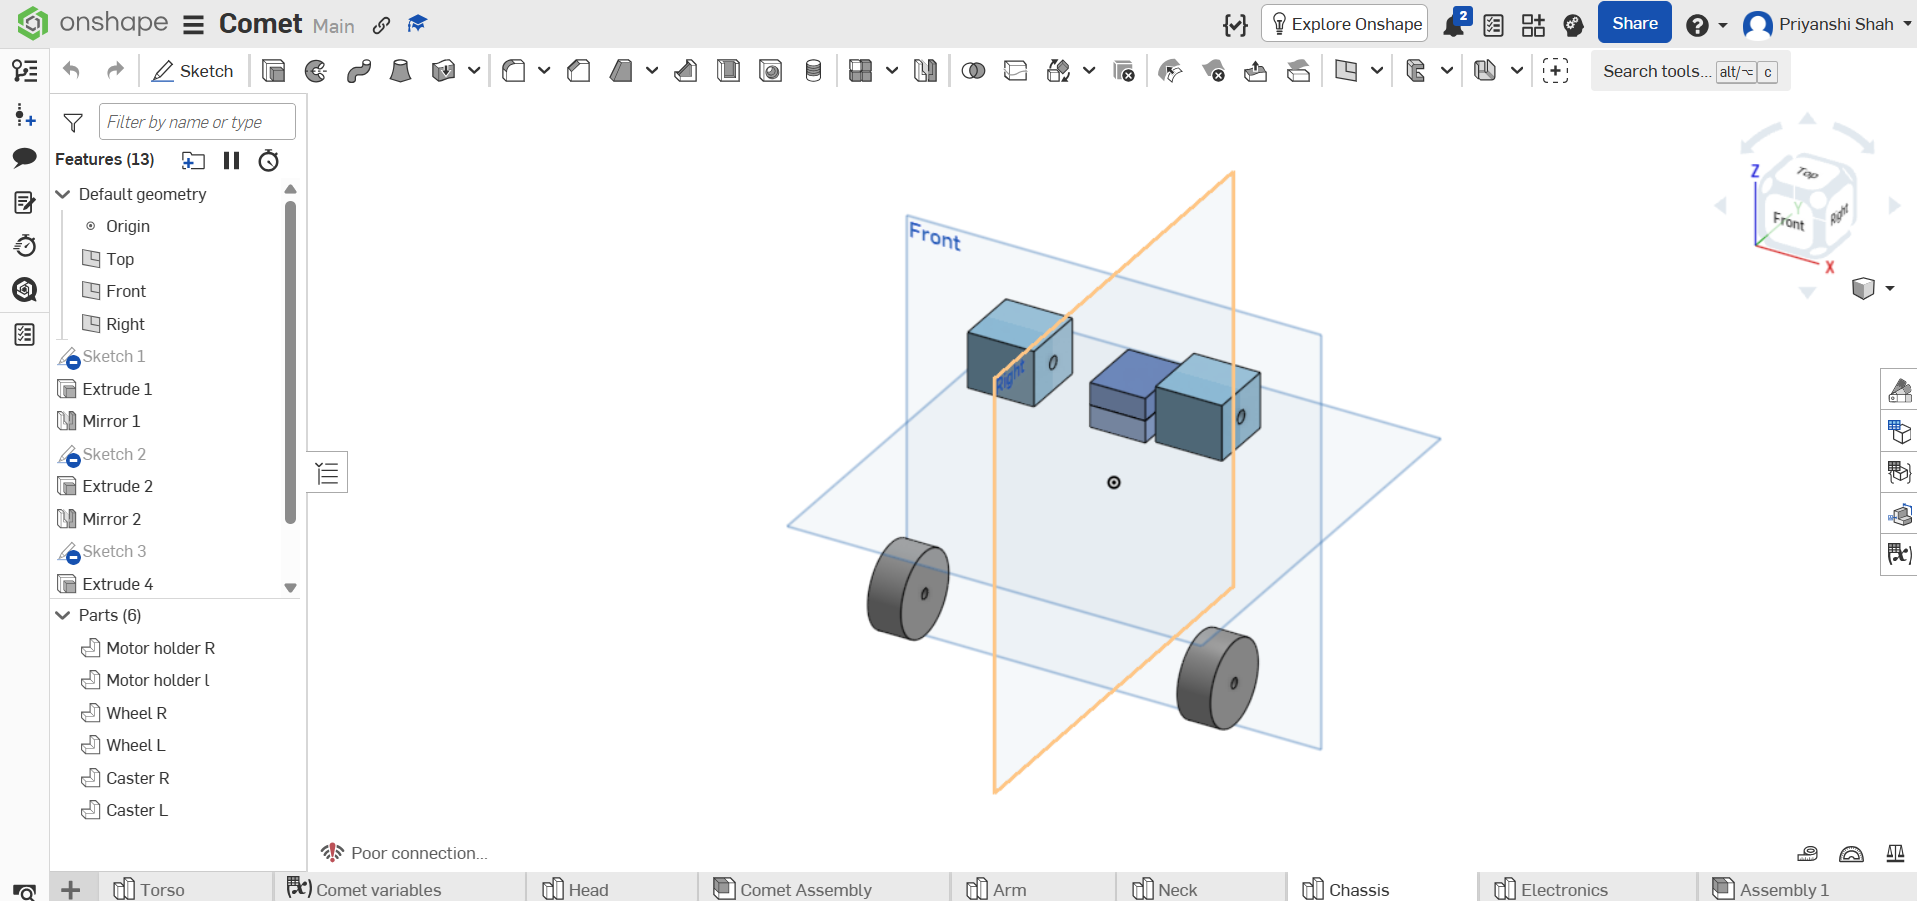 onshape Comet Main Explore Onshape 2 Share Priyanshi Shah
Sketch Search tools... alt/⌥ c
Filter by name or type
Features (13)
Default geometry
Origin
Top
Front
Right
Sketch 1
Extrude 1
Mirror 1
Sketch 2
Extrude 2
Mirror 2
Sketch 3
Extrude 4
Parts (6)
Motor holder R
Motor holder l
Wheel R
Wheel L
Caster R
Caster L
Front
Right
Z
Top
Y
Front
Right
X
Poor connection...
Torso Comet variables Head Comet Assembly Arm Neck Chassis Electronics Assembly 1